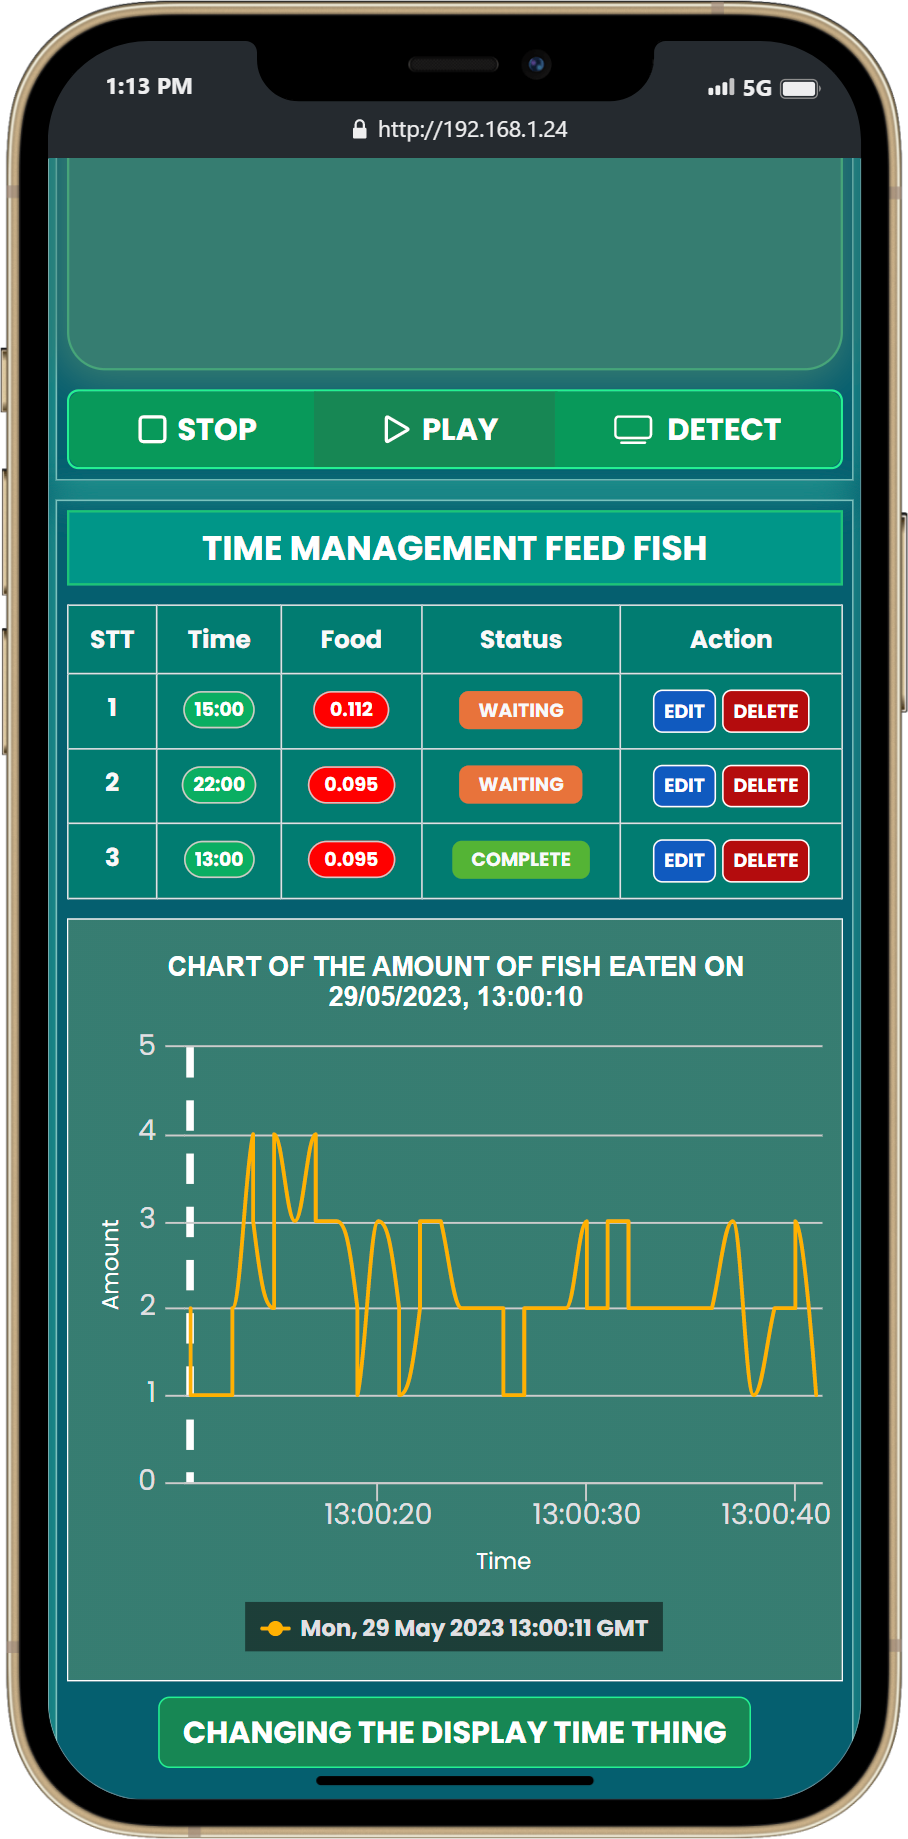 1:13 PM
5G
http://192.168.1.24
STOP
PLAY
DETECT
TIME MANAGEMENT FEED FISH
STT Time Food Status Action
1 15:00 0.112 WAITING EDIT DELETE
2 22:00 0.095 WAITING EDIT DELETE
3 13:00 0.095 COMPLETE EDIT DELETE
CHART OF THE AMOUNT OF FISH EATEN ON
29/05/2023, 13:00:10
5
4
3
2
1
0
Amount
13:00:20 13:00:30 13:00:40
Time
Mon, 29 May 2023 13:00:11 GMT
CHANGING THE DISPLAY TIME THING